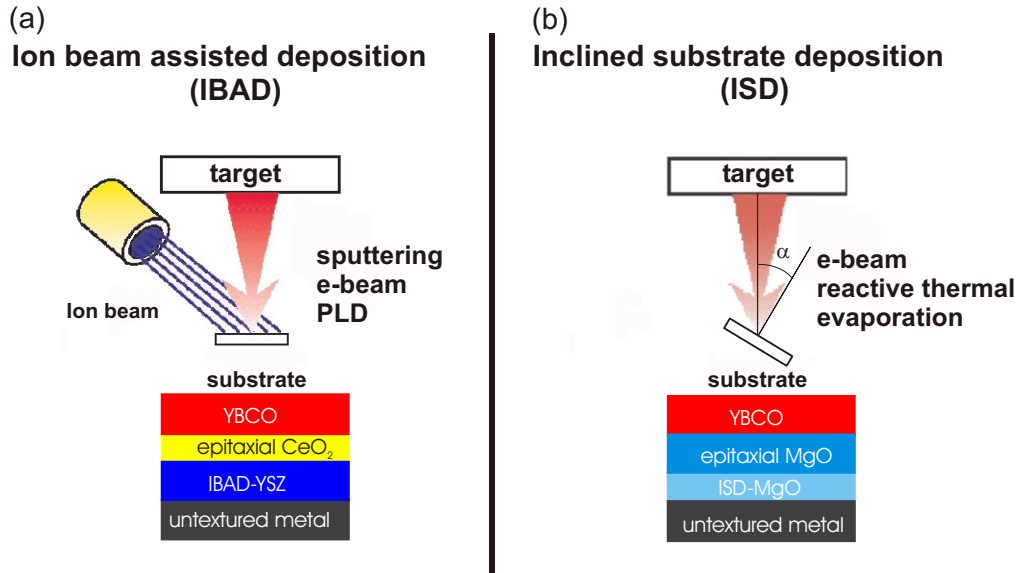 (a)
Ion beam assisted deposition
(IBAD)
target
sputtering
e-beam
PLD
Ion beam
substrate
YBCO
epitaxial CeO₂
IBAD-YSZ
untextured metal
(b)
Inclined substrate deposition
(ISD)
target
α
e-beam
reactive thermal
evaporation
substrate
YBCO
epitaxial MgO
ISD-MgO
untextured metal